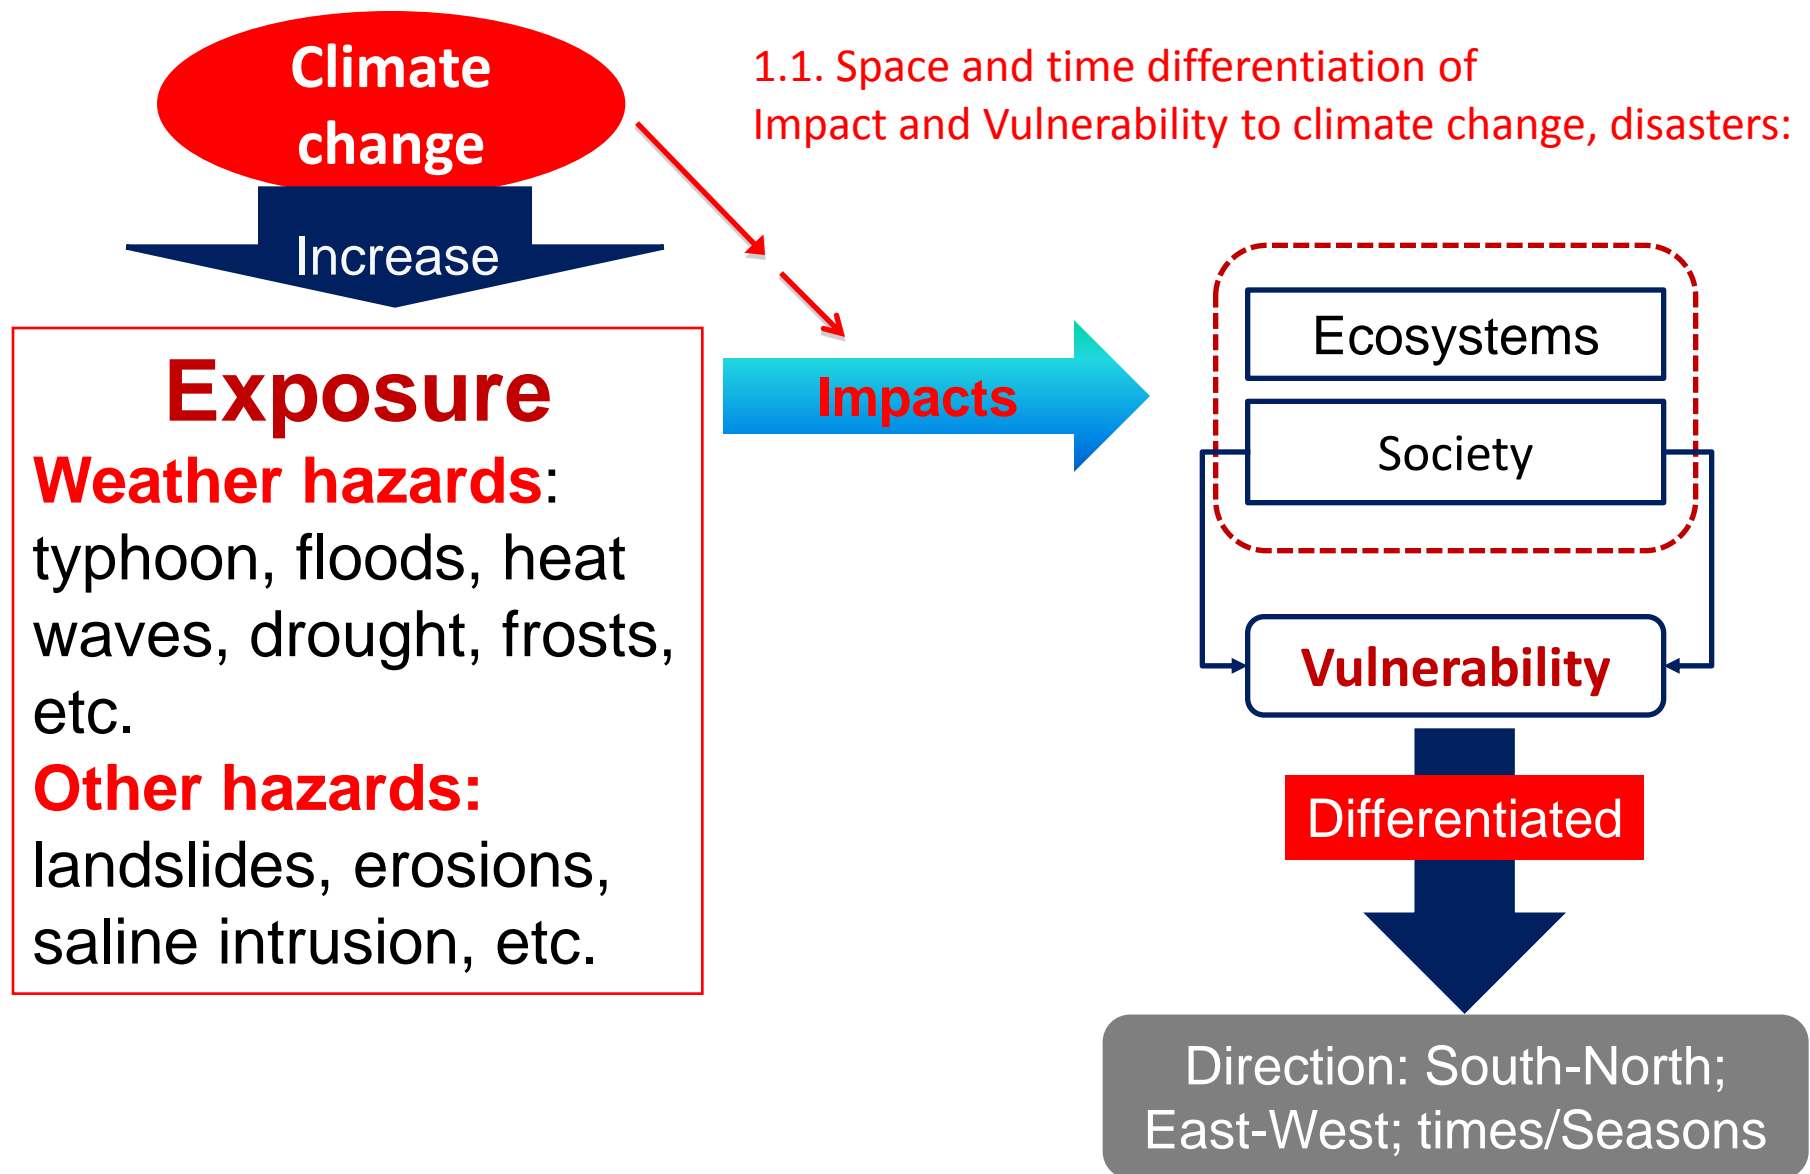 Climate
change
1.1. Space and time differentiation of
Impact and Vulnerability to climate change, disasters:
Increase
Exposure
Weather hazards:
typhoon, floods, heat
waves, drought, frosts,
etc.
Other hazards:
landslides, erosions,
saline intrusion, etc.
Impacts
Ecosystems
Society
Vulnerability
Differentiated
Direction: South-North;
East-West; times/Seasons